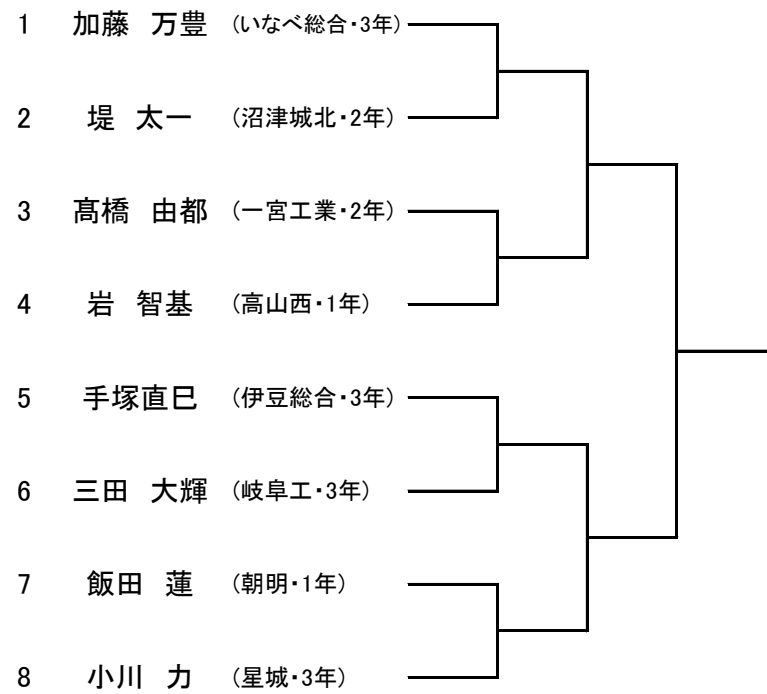 1 加藤 万豊 (いなべ総合・3年)
2 堤 太一 (沼津城北・2年)
3 髙橋 由都 (一宮工業・2年)
4 岩 智基 (高山西・1年)
5 手塚直巳 (伊豆総合・3年)
6 三田 大輝 (岐阜工・3年)
7 飯田 蓮 (朝明・1年)
8 小川 力 (星城・3年)